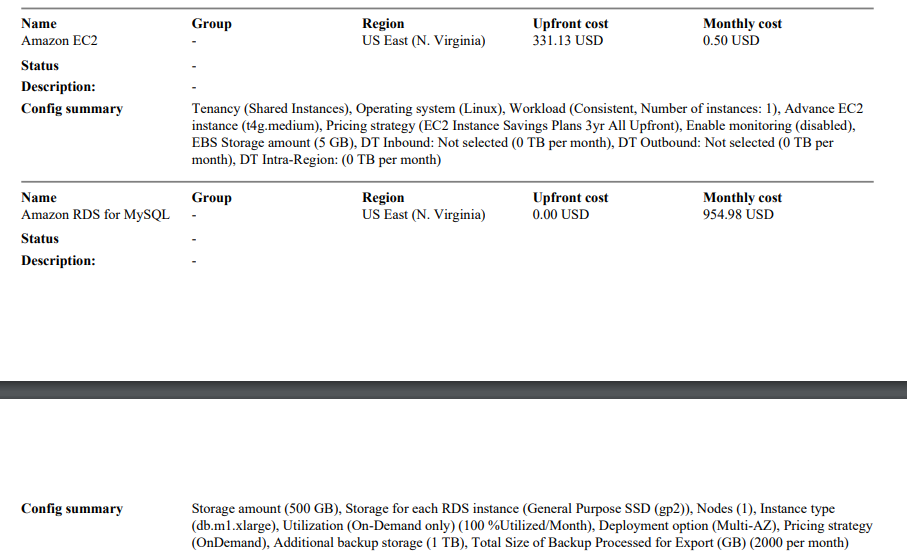 Name Group Region Upfront cost Monthly cost
Amazon EC2 - US East (N. Virginia) 331.13 USD 0.50 USD
Status -
Description: -
Config summary Tenancy (Shared Instances), Operating system (Linux), Workload (Consistent, Number of instances: 1), Advance EC2
instance (t4g.medium), Pricing strategy (EC2 Instance Savings Plans 3yr All Upfront), Enable monitoring (disabled),
EBS Storage amount (5 GB), DT Inbound: Not selected (0 TB per month), DT Outbound: Not selected (0 TB per
month), DT Intra-Region: (0 TB per month)
Name Group Region Upfront cost Monthly cost
Amazon RDS for MySQL - US East (N. Virginia) 0.00 USD 954.98 USD
Status -
Description: -
Config summary Storage amount (500 GB), Storage for each RDS instance (General Purpose SSD (gp2)), Nodes (1), Instance type
(db.m1.xlarge), Utilization (On-Demand only) (100 %Utilized/Month), Deployment option (Multi-AZ), Pricing strategy
(OnDemand), Additional backup storage (1 TB), Total Size of Backup Processed for Export (GB) (2000 per month)